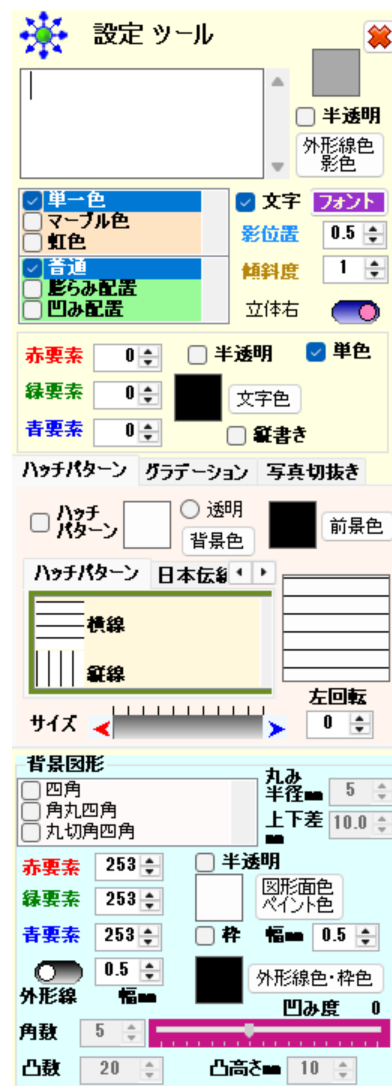 設定 ツール
半透明
外形線色
影色
単一色
マーブル色
虹色
文字 フォント
影位置 0.5
普通
膨らみ配置
凹み配置
傾斜度 1
立体右
赤要素 0 半透明 単色
緑要素 0 文字色
青要素 0 縦書き
ハッチパターン グラデーション 写真切抜き
ハッチ
パターン
透明
背景色
前景色
ハッチパターン 日本伝
横線
縦線
左回転
サイズ 0
背景図形
四角
角丸四角
丸切角四角
丸み
半径mm 5
上下差 10.0
mm
赤要素 253 半透明
緑要素 253
図形面色
ペイント色
青要素 253 枠 幅mm 0.5
0.5
外形線 幅mm
外形線色・枠色
凹み度 0
角数 5
凸数 20 凸高さmm 10